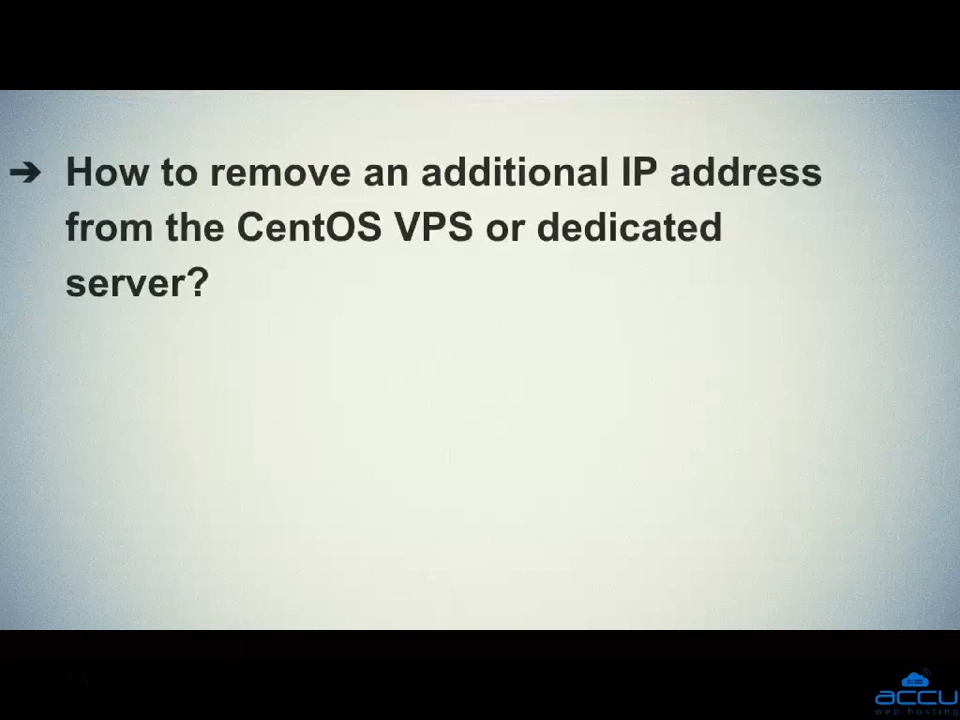 ➔ How to remove an additional IP address
from the CentOS VPS or dedicated
server?
accu
web hosting